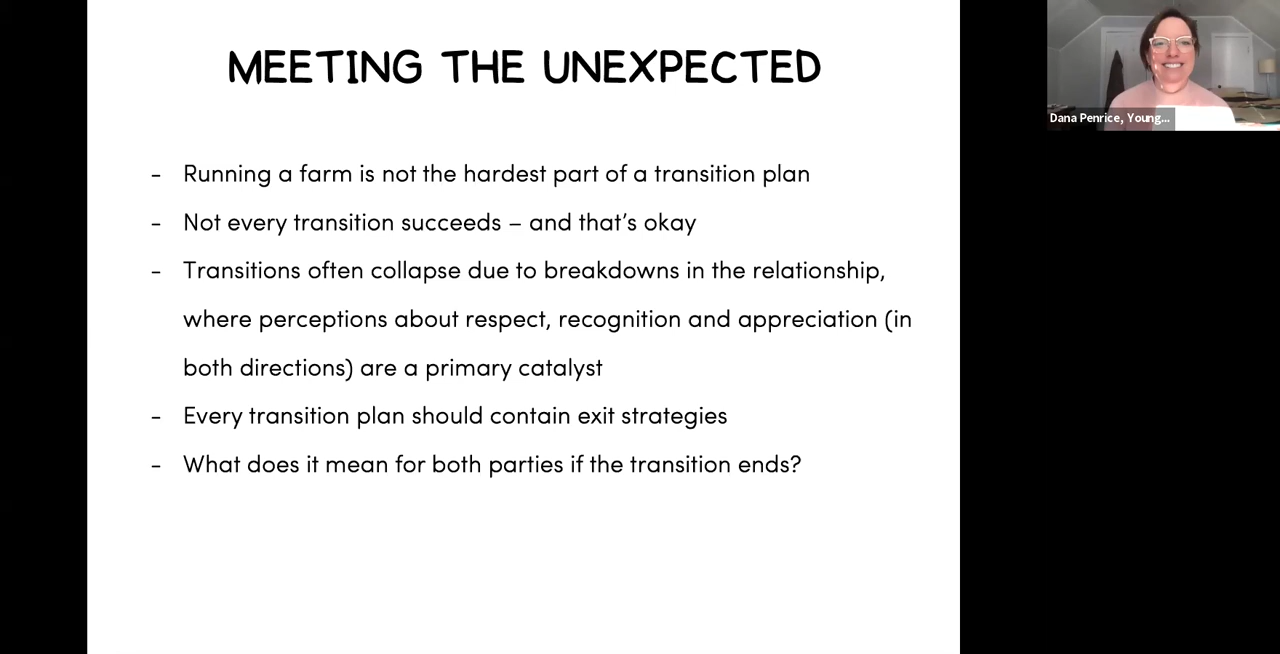 MEETING THE UNEXPECTED
Dana Penrice, Young...
- Running a farm is not the hardest part of a transition plan
- Not every transition succeeds – and that’s okay
- Transitions often collapse due to breakdowns in the relationship,
where perceptions about respect, recognition and appreciation (in
both directions) are a primary catalyst
- Every transition plan should contain exit strategies
- What does it mean for both parties if the transition ends?